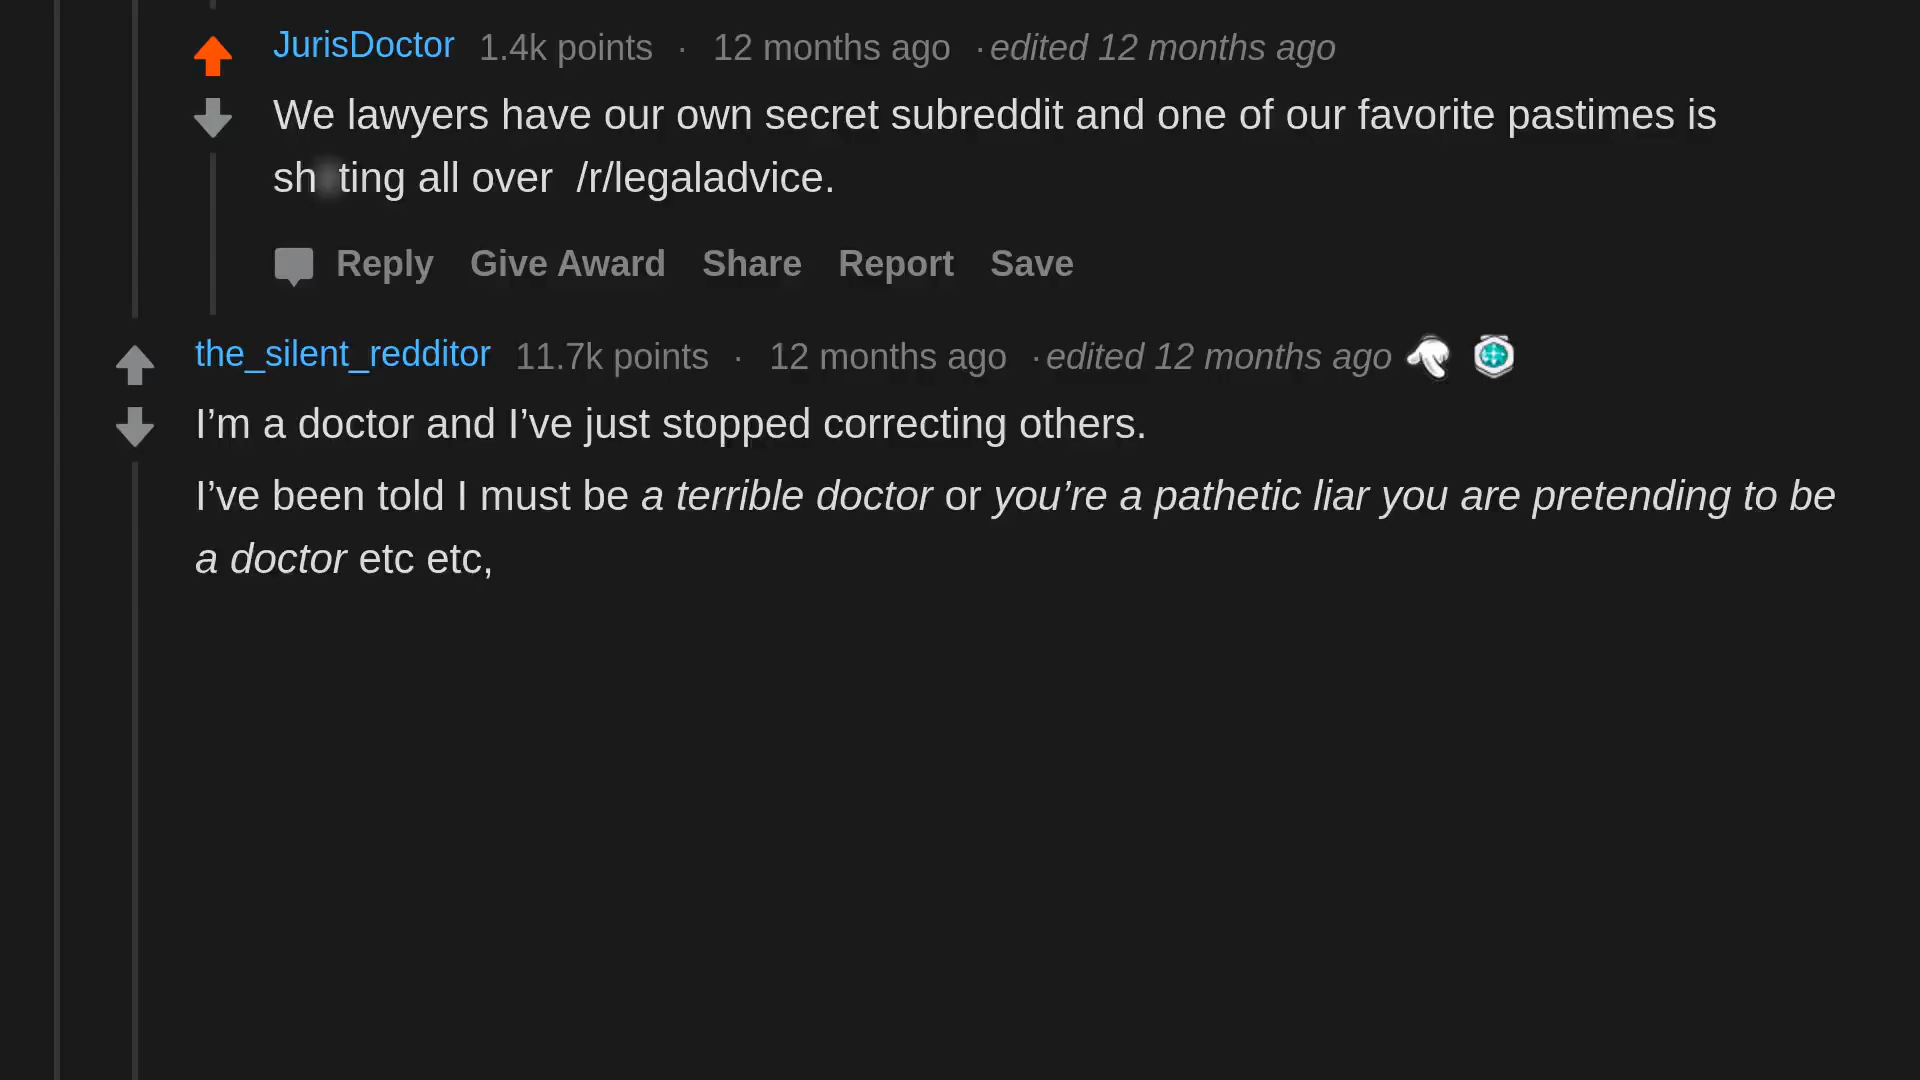 JurisDoctor 1.4k points · 12 months ago ·edited 12 months ago
We lawyers have our own secret subreddit and one of our favorite pastimes is
sh ting all over /r/legaladvice.
Reply Give Award Share Report Save
the_silent_redditor 11.7k points · 12 months ago ·edited 12 months ago
I’m a doctor and I’ve just stopped correcting others.
I’ve been told I must be a terrible doctor or you’re a pathetic liar you are pretending to be
a doctor etc etc,